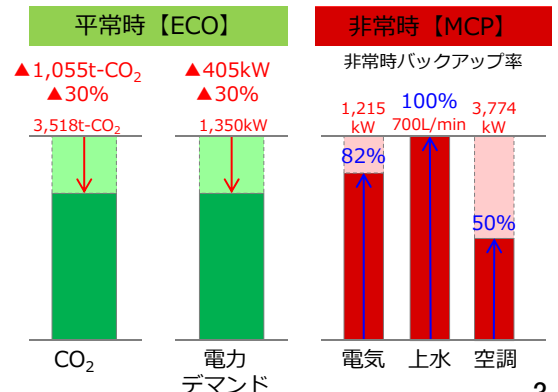 平常時【ECO】
▲1,055t-CO₂
▲30%
3,518t-CO₂
▲405kW
▲30%
1,350kW
CO₂
電力
デマンド
非常時【MCP】
非常時バックアップ率
1,215
kW
82%
100%
700L/min
3,774
kW
50%
電気
上水
空調